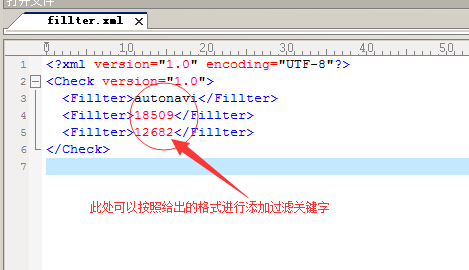 打开文件
fillter.xml
0 10 20 30 40 50
1 <?xml version="1.0" encoding="UTF-8"?>
2 <Check version="1.0">
3 <Fillter>autonavi</Fillter>
4 <Fillter>18509</Fillter>
5 <Fillter>12682</Fillter>
6 </Check>
7
此处可以按照给出的格式进行添加过滤关键字